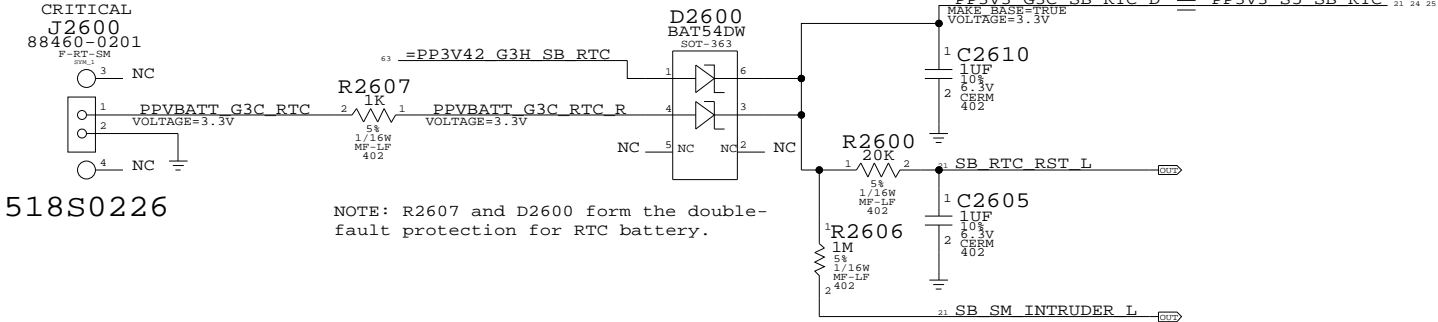 CRITICAL
J2600
88460-0201
F-RT-SM
SYM_1
3
NC
1
PPVBATT_G3C_RTC
VOLTAGE=3.3V
2
4
NC
518S0226
R2607
1K
2
1
5%
1/16W
MF-LF
402
PPVBATT_G3C_RTC_R
VOLTAGE=3.3V
63
=PP3V42_G3H_SB_RTC
D2600
BAT54DW
SOT-363
1
6
4
3
NC
5
NC
NC
2
NC
NOTE: R2607 and D2600 form the double-
fault protection for RTC battery.
PP3V3_G3C_SB_RTC_D
MAKE_BASE=TRUE
VOLTAGE=3.3V
=PP3V3_S5_SB_RTC
21 24 25
1
C2610
1UF
10%
6.3V
CERM
402
2
R2600
20K
1
2
5%
1/16W
MF-LF
402
21
SB_RTC_RST_L
OUT
1
C2605
1UF
10%
6.3V
CERM
402
2
1
R2606
1M
5%
1/16W
MF-LF
402
2
21
SB_SM_INTRUDER_L
OUT